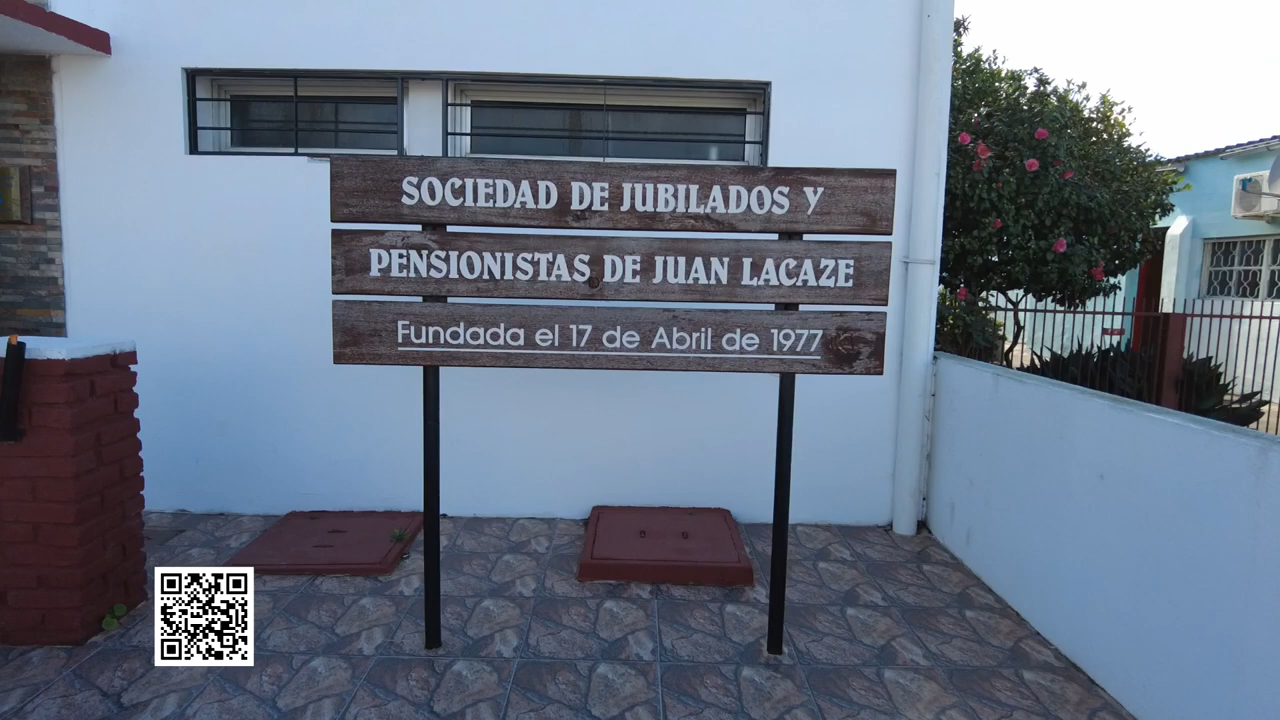 SOCIEDAD DE JUBILADOS Y
PENSIONISTAS DE JUAN LACAZE
Fundada el 17 de Abril de 1977